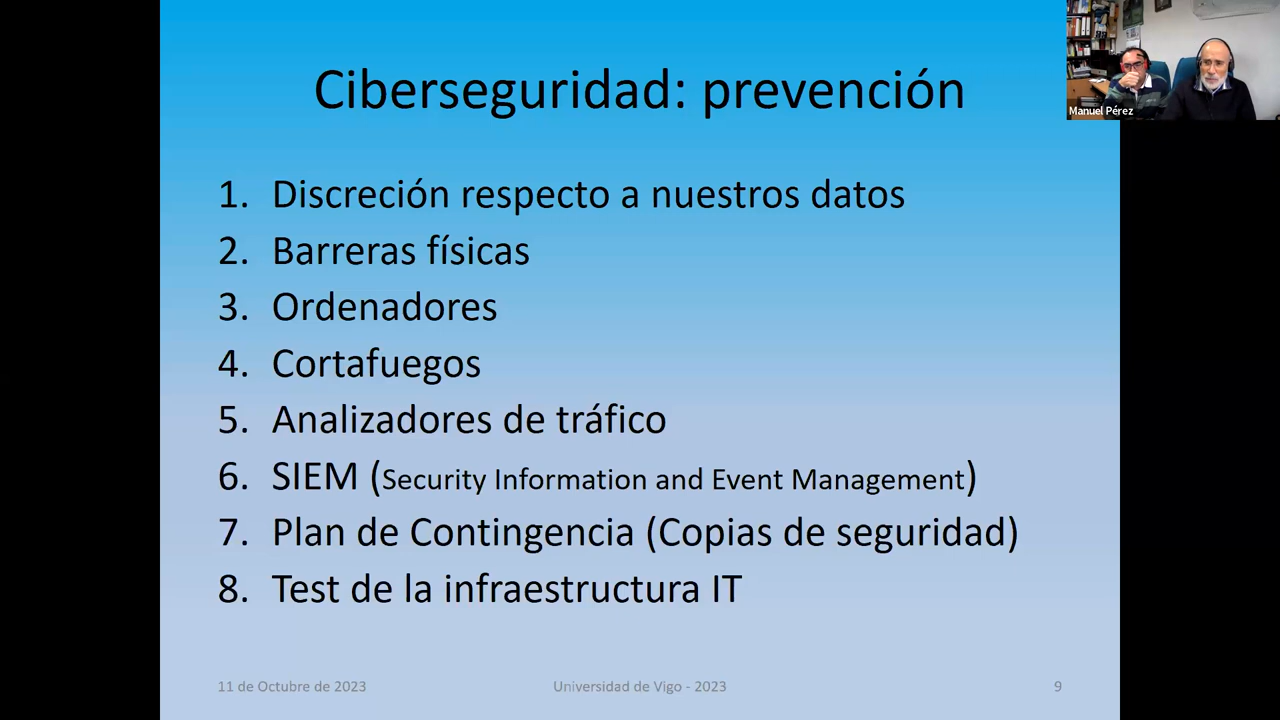 Ciberseguridad: prevención
Manuel Pérez
1. Discreción respecto a nuestros datos
2. Barreras físicas
3. Ordenadores
4. Cortafuegos
5. Analizadores de tráfico
6. SIEM (Security Information and Event Management)
7. Plan de Contingencia (Copias de seguridad)
8. Test de la infraestructura IT
11 de Octubre de 2023
Universidad de Vigo - 2023
9